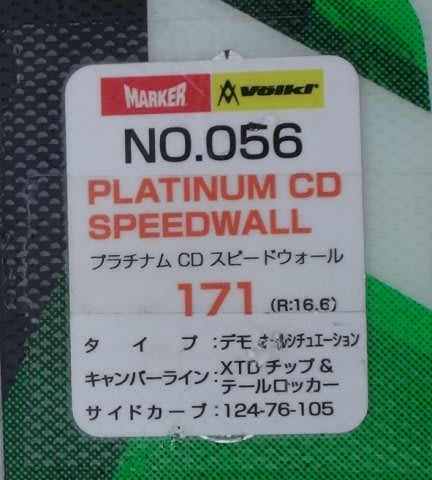 MARKER Völkl
NO.056
PLATINUM CD
SPEEDWALL
プラチナム CD スピードウォール
171 (R:16.6)
タイプ:デモ オールシチュエーション
キャンバーライン:XTDチップ&
テールロッカー
サイドカーブ:124-76-105